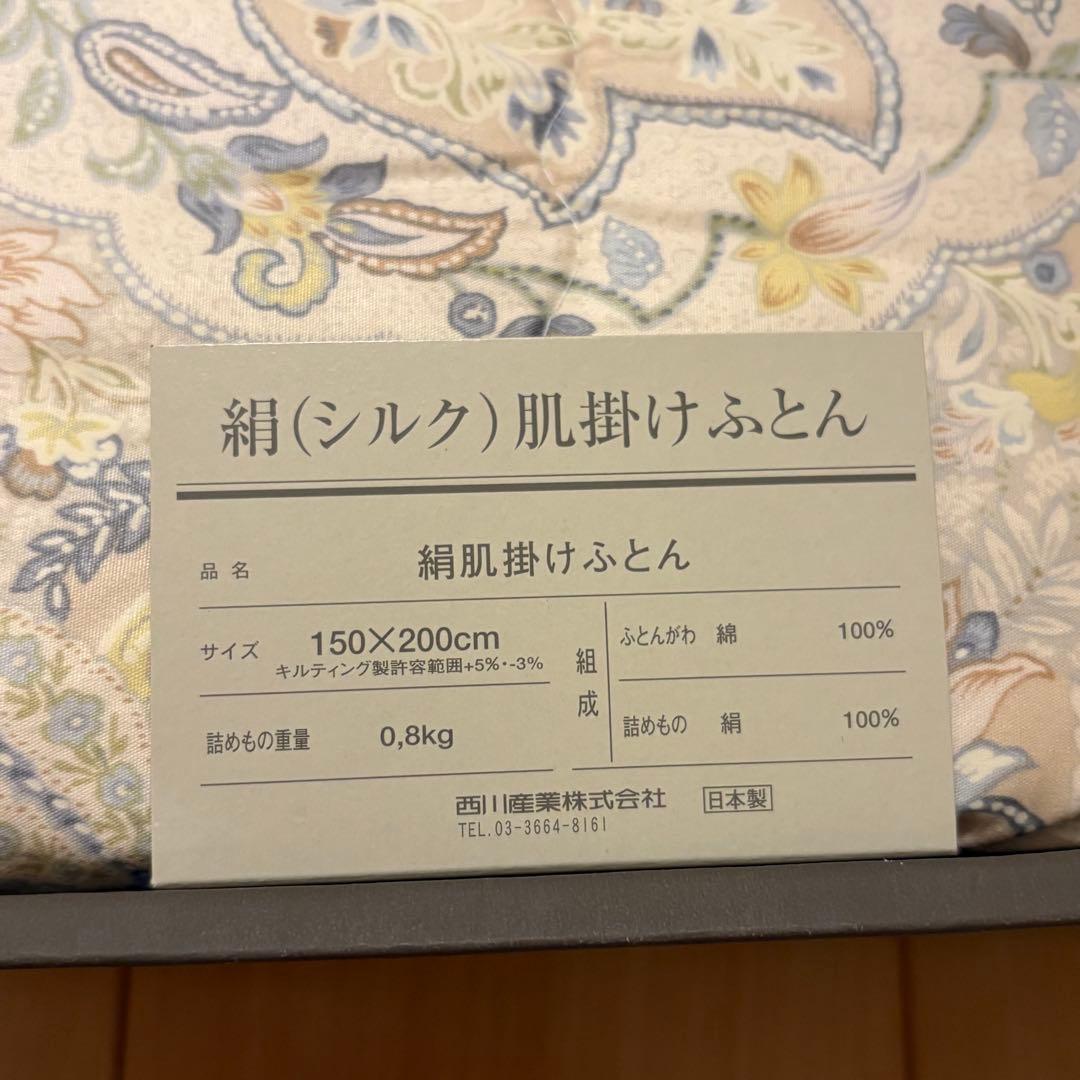 絹(シルク)肌掛けふとん
品名 絹肌掛けふとん
サイズ 150×200cm
キルティング製許容範囲+5%・-3%
詰めもの重量 0,8kg
組成
ふとんがわ 綿 100%
詰めもの 絹 100%
西川産業株式会社 日本製
TEL.03-3664-8161